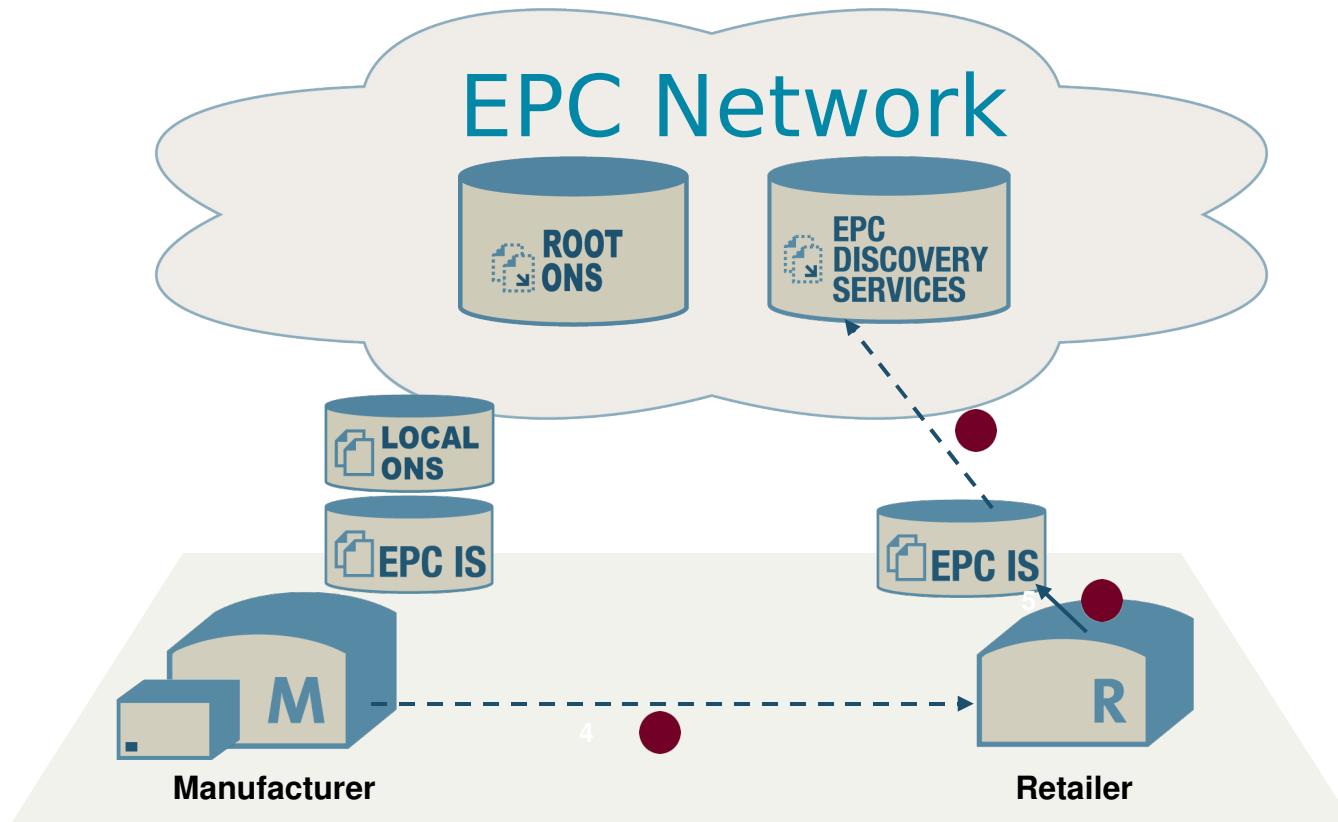 EPC Network
ROOT
ONS
EPC
DISCOVERY
SERVICES
LOCAL
ONS
EPC IS
EPC IS
5
M
R
4
Manufacturer
Retailer